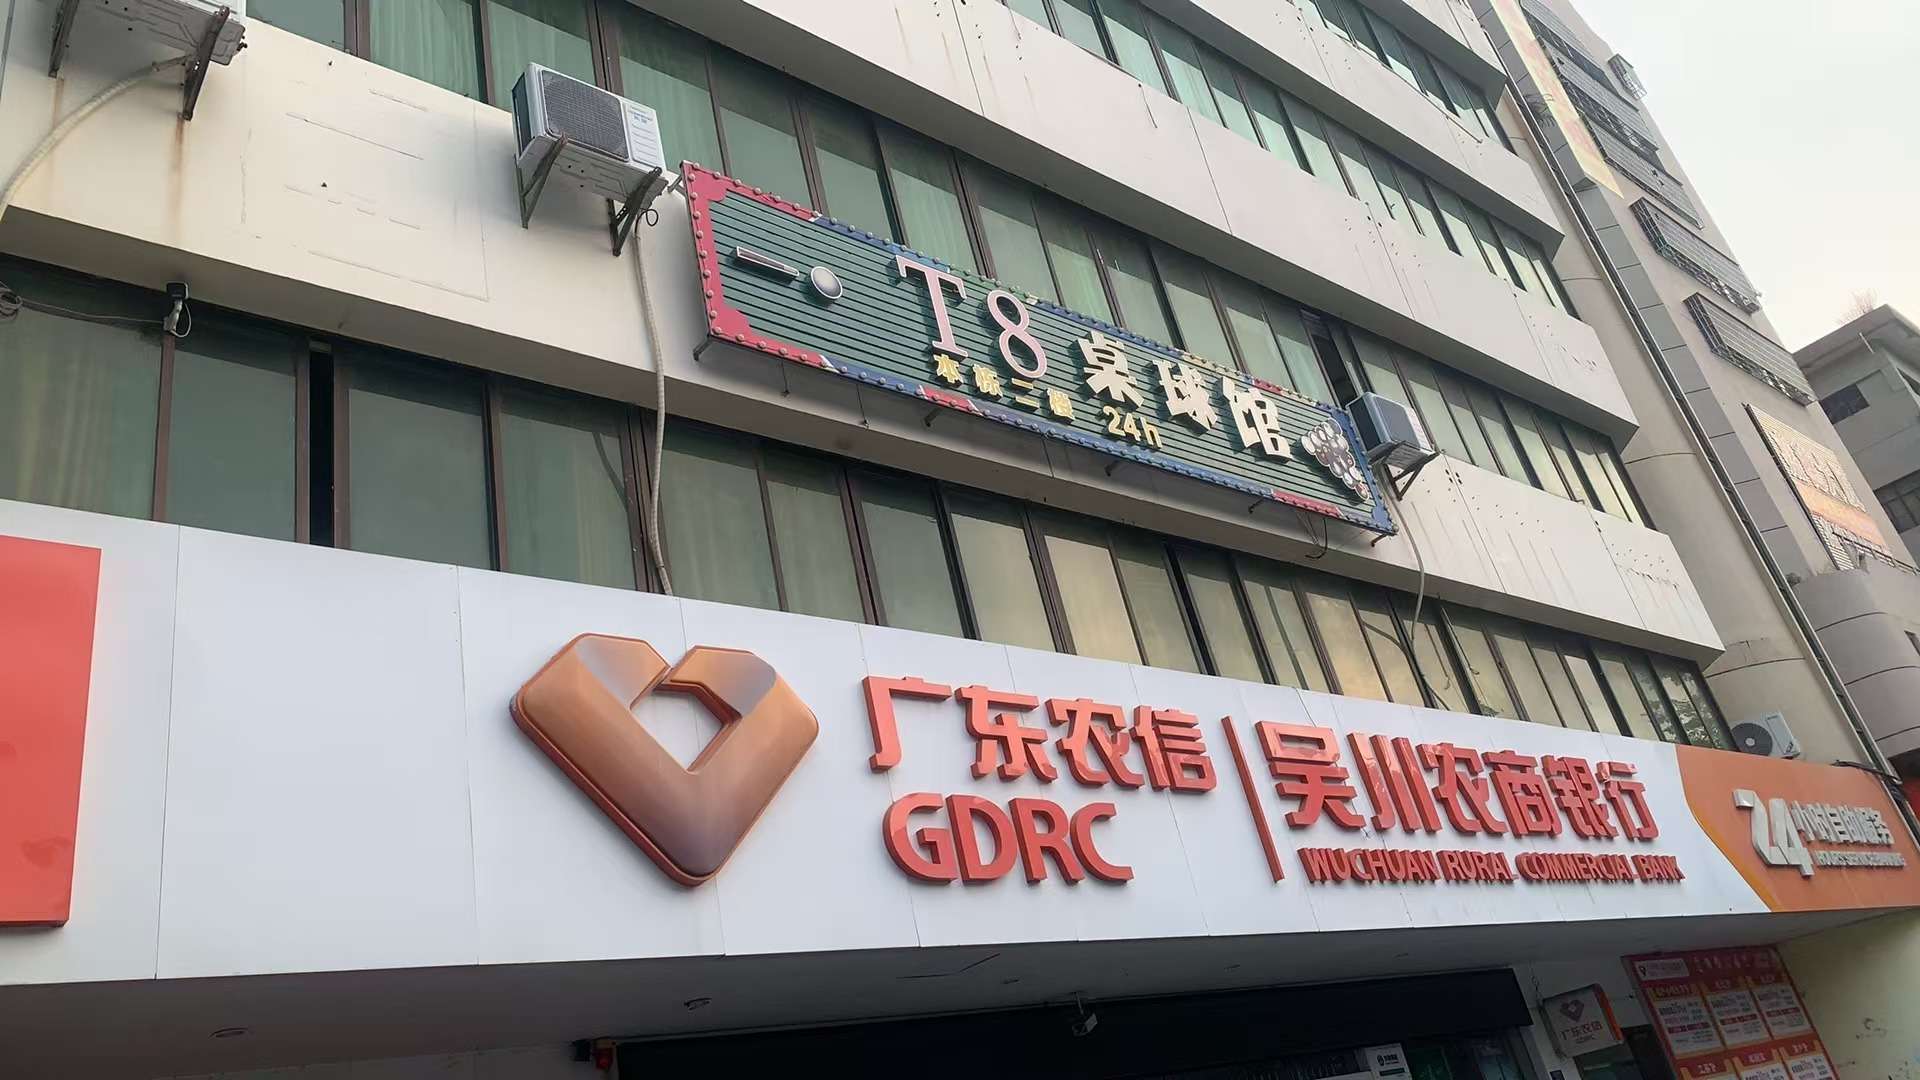 T8 桌球馆
本栋二楼 24h
广东农信
GDRC
吴川农商银行
WUCHUAN RURAL COMMERCIAL BANK
24小时自助服务
广东农信
GDRC